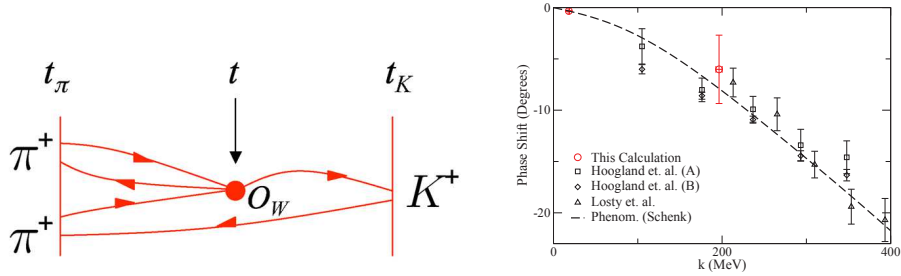 t_π t t_K
π⁺
O_W K⁺
π⁺
0
-10
-20
Phase Shift (Degrees)
This Calculation
Hoogland et. al. (A)
Hoogland et. al. (B)
Losty et. al.
Phenom. (Schenk)
0 200 400
k (MeV)